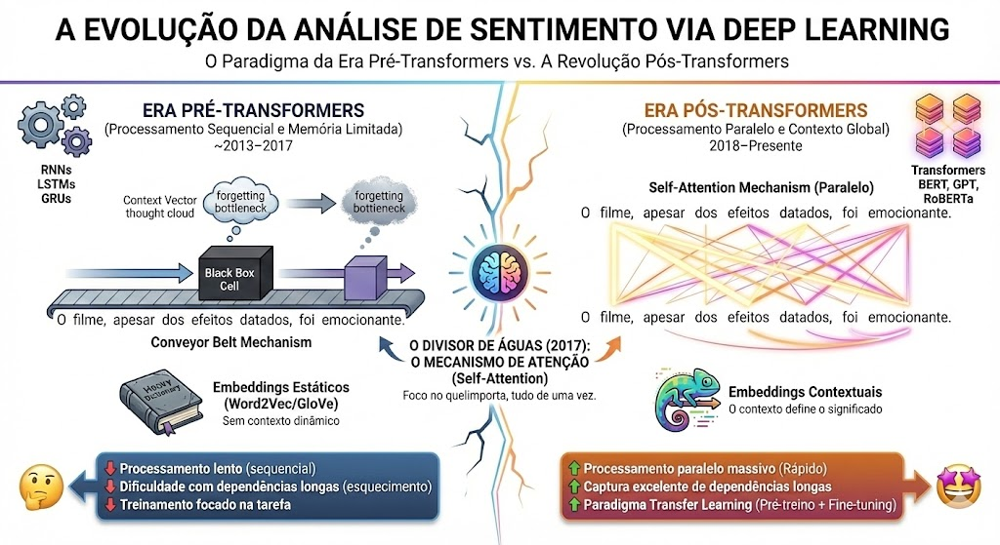 A EVOLUÇÃO DA ANÁLISE DE SENTIMENTO VIA DEEP LEARNING
O Paradigma da Era Pré-Transformers vs. A Revolução Pós-Transformers
ERA PRÉ-TRANSFORMERS
(Processamento Sequencial e Memória Limitada)
~2013–2017
RNNs
LSTMs
GRUs
Context Vector
thought cloud
forgetting
bottleneck
forgetting
bottleneck
Black Box
Cell
O filme, apesar dos efeitos datados, foi emocionante.
Conveyor Belt Mechanism
Dictionary
Embeddings Estáticos
(Word2Vec/GloVe)
Sem contexto dinâmico
Processamento lento (sequencial)
Dificuldade com dependências longas (esquecimento)
Treinamento focado na tarefa
O DIVISOR DE ÁGUAS (2017):
O MECANISMO DE ATENÇÃO
(Self-Attention)
Foco no quelimporta, tudo de uma vez.
ERA PÓS-TRANSFORMERS
(Processamento Paralelo e Contexto Global)
2018–Presente
Transformers
BERT, GPT,
RoBERTa
Self-Attention Mechanism (Paralelo)
O filme, apesar dos efeitos datados, foi emocionante.
O filme, apesar dos efeitos datados, foi emocionante.
Embeddings Contextuais
O contexto define o significado
Processamento paralelo massivo (Rápido)
Captura excelente de dependências longas
Paradigma Transfer Learning (Pré-treino + Fine-tuning)